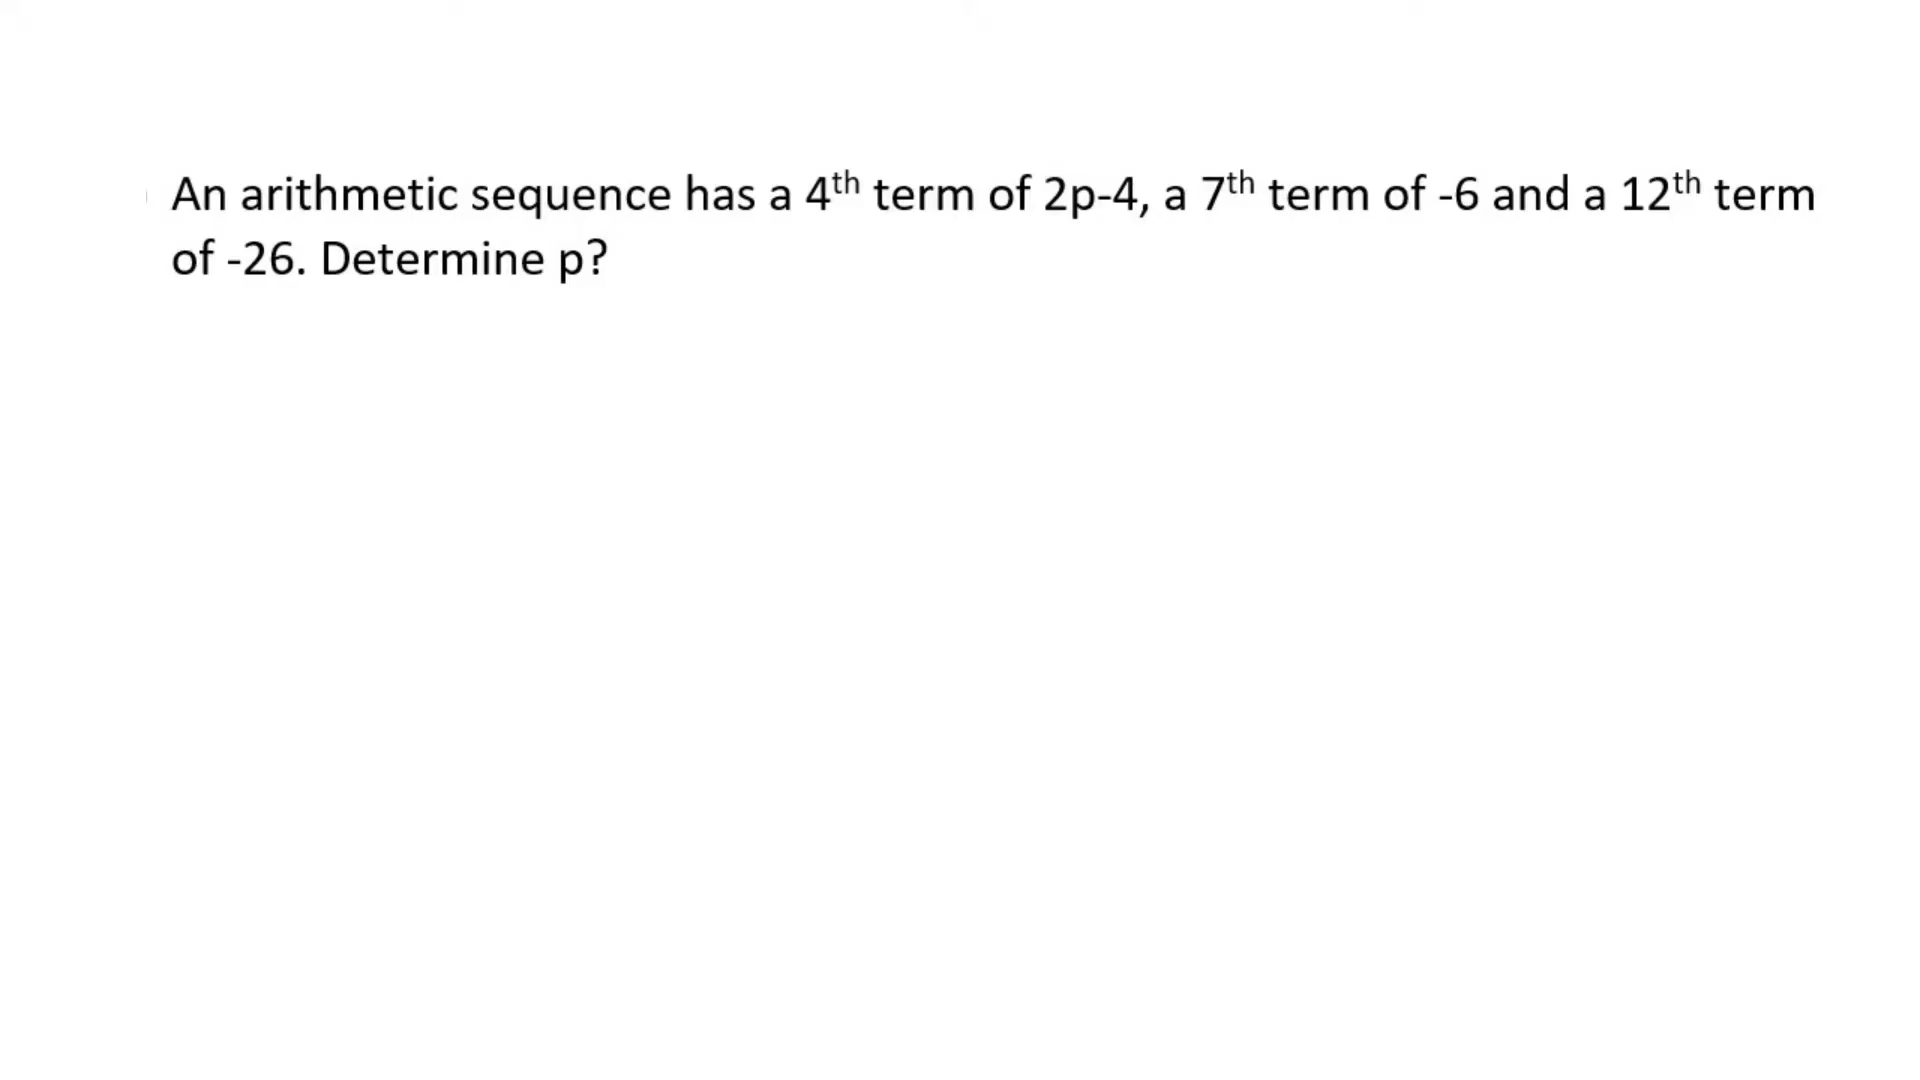 An arithmetic sequence has a 4th term of 2p-4, a 7th term of -6 and a 12th term
of -26. Determine p?